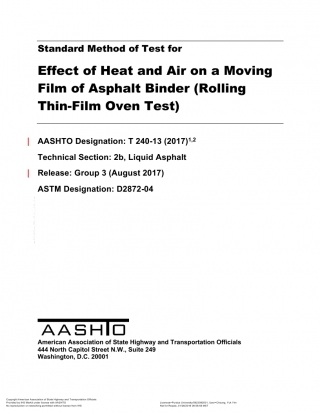 Standard Method of Test for
Effect of Heat and Air on a Moving
Film of Asphalt Binder (Rolling
Thin-Film Oven Test)
AASHTO Designation: T 240-13 (2017)1,2
Technical Section: 2b, Liquid Asphalt
Release: Group 3 (August 2017)
ASTM Designation: D2872-04
AASHTO
American Association of State Highway and Transportation Officials
444 North Capitol Street N.W., Suite 249
Washington, D.C. 20001